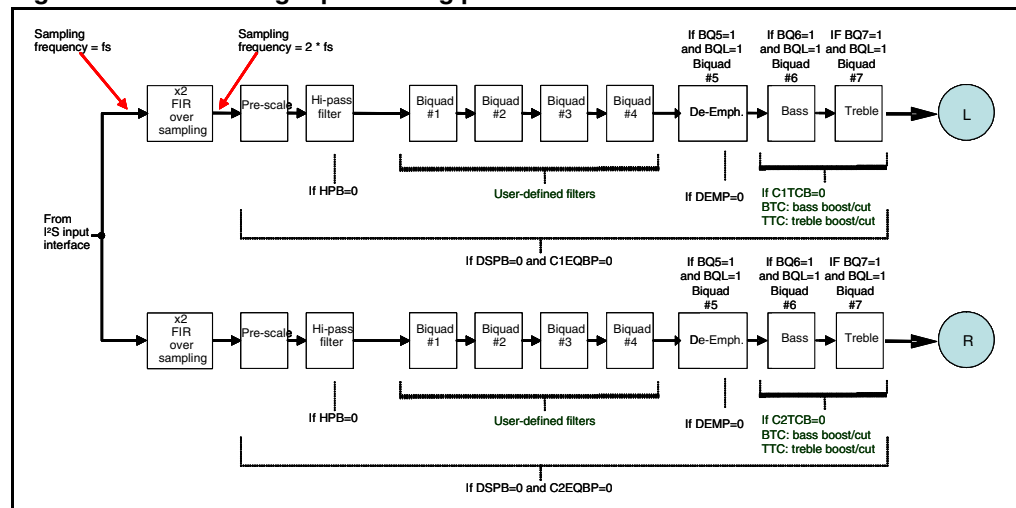 Sampling
frequency = fs
Sampling
frequency = 2 * fs
If BQ5=1
and BQL=1
Biquad
#5
If BQ6=1
and BQL=1
Biquad
#6
IF BQ7=1
and BQL=1
Biquad
#7
x2
FIR
over
sampling
Pre-scale
Hi-pass
filter
Biquad
#1
Biquad
#2
Biquad
#3
Biquad
#4
De-Emph.
Bass
Treble
L
If HPB=0
User-defined filters
If DEMP=0
If C1TCB=0
BTC: bass boost/cut
TTC: treble boost/cut
If DSPB=0 and C1EQBP=0
From
I²S input
interface
If BQ5=1
and BQL=1
Biquad
#5
If BQ6=1
and BQL=1
Biquad
#6
IF BQ7=1
and BQL=1
Biquad
#7
x2
FIR
over
sampling
Pre-scale
Hi-pass
filter
Biquad
#1
Biquad
#2
Biquad
#3
Biquad
#4
De-Emph.
Bass
Treble
R
If HPB=0
User-defined filters
If DEMP=0
If C2TCB=0
BTC: bass boost/cut
TTC: treble boost/cut
If DSPB=0 and C2EQBP=0